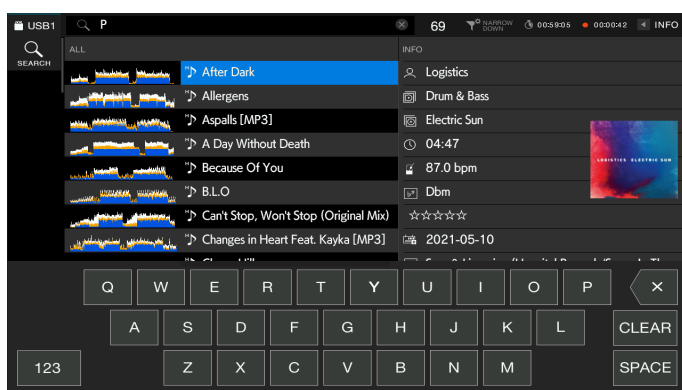 USB1 P 69 NARROW DOWN 00:59:05 00:00:42 INFO
SEARCH
ALL
After Dark
Allergens
Aspalls [MP3]
A Day Without Death
Because Of You
B.L.O
Can't Stop, Won't Stop (Original Mix)
Changes in Heart Feat. Kayka [MP3]
INFO
Logistics
Drum & Bass
Electric Sun
04:47
87.0 bpm
Dbm
☆☆☆☆☆
2021-05-10
LOGISTICS ELECTRIC SUN
Q W E R T Y U I O P
A S D F G H J K L CLEAR
123 Z X C V B N M SPACE